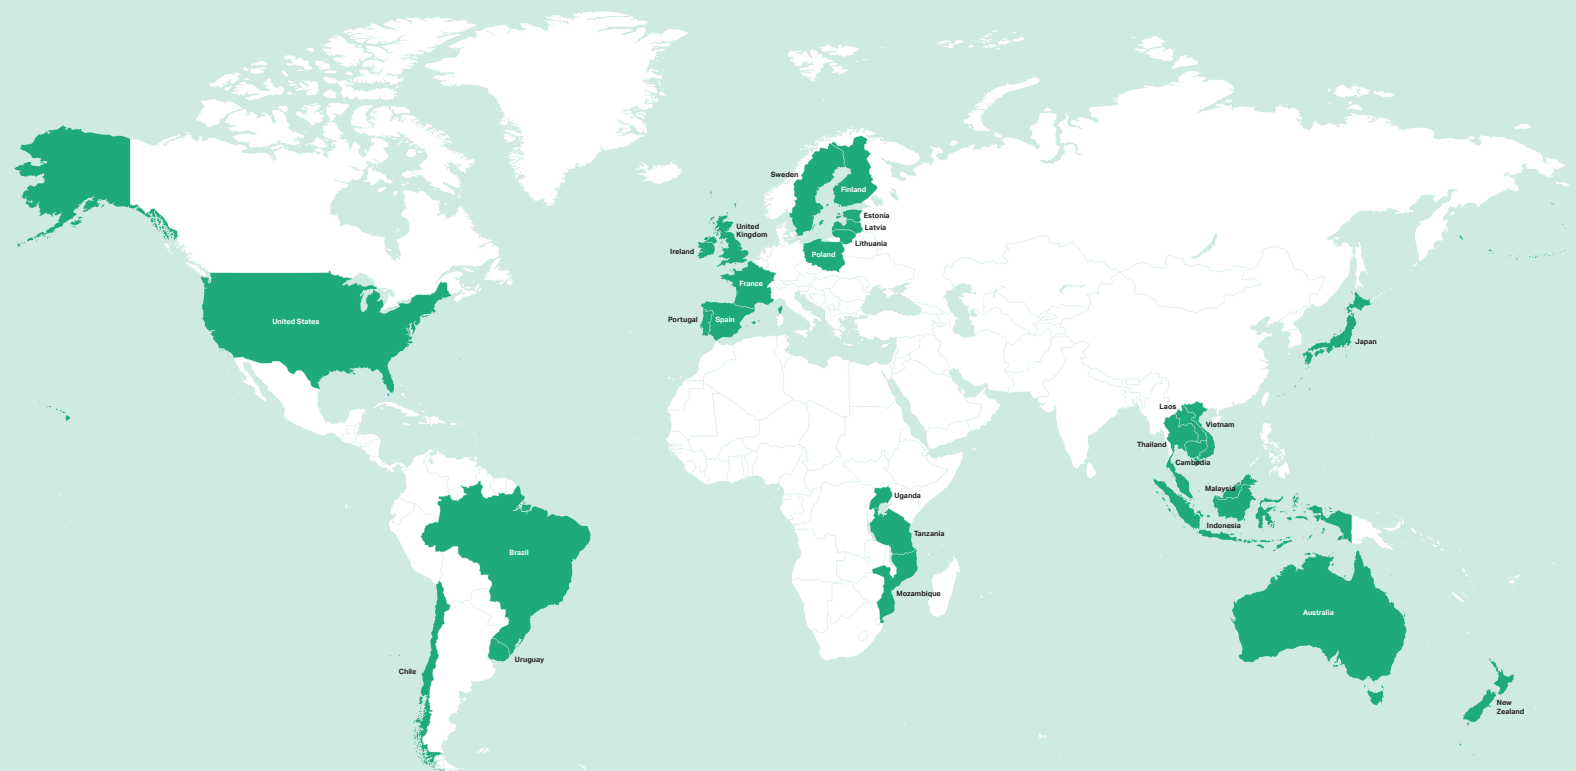 Sweden
Finland
Estonia
Latvia
Lithuania
United
Kingdom
Ireland
Poland
France
Portugal
Spain
United States
Japan
Laos
Vietnam
Thailand
Cambodia
Malaysia
Indonesia
Uganda
Tanzania
Mozambique
Brazil
Uruguay
Chile
Australia
New
Zealand